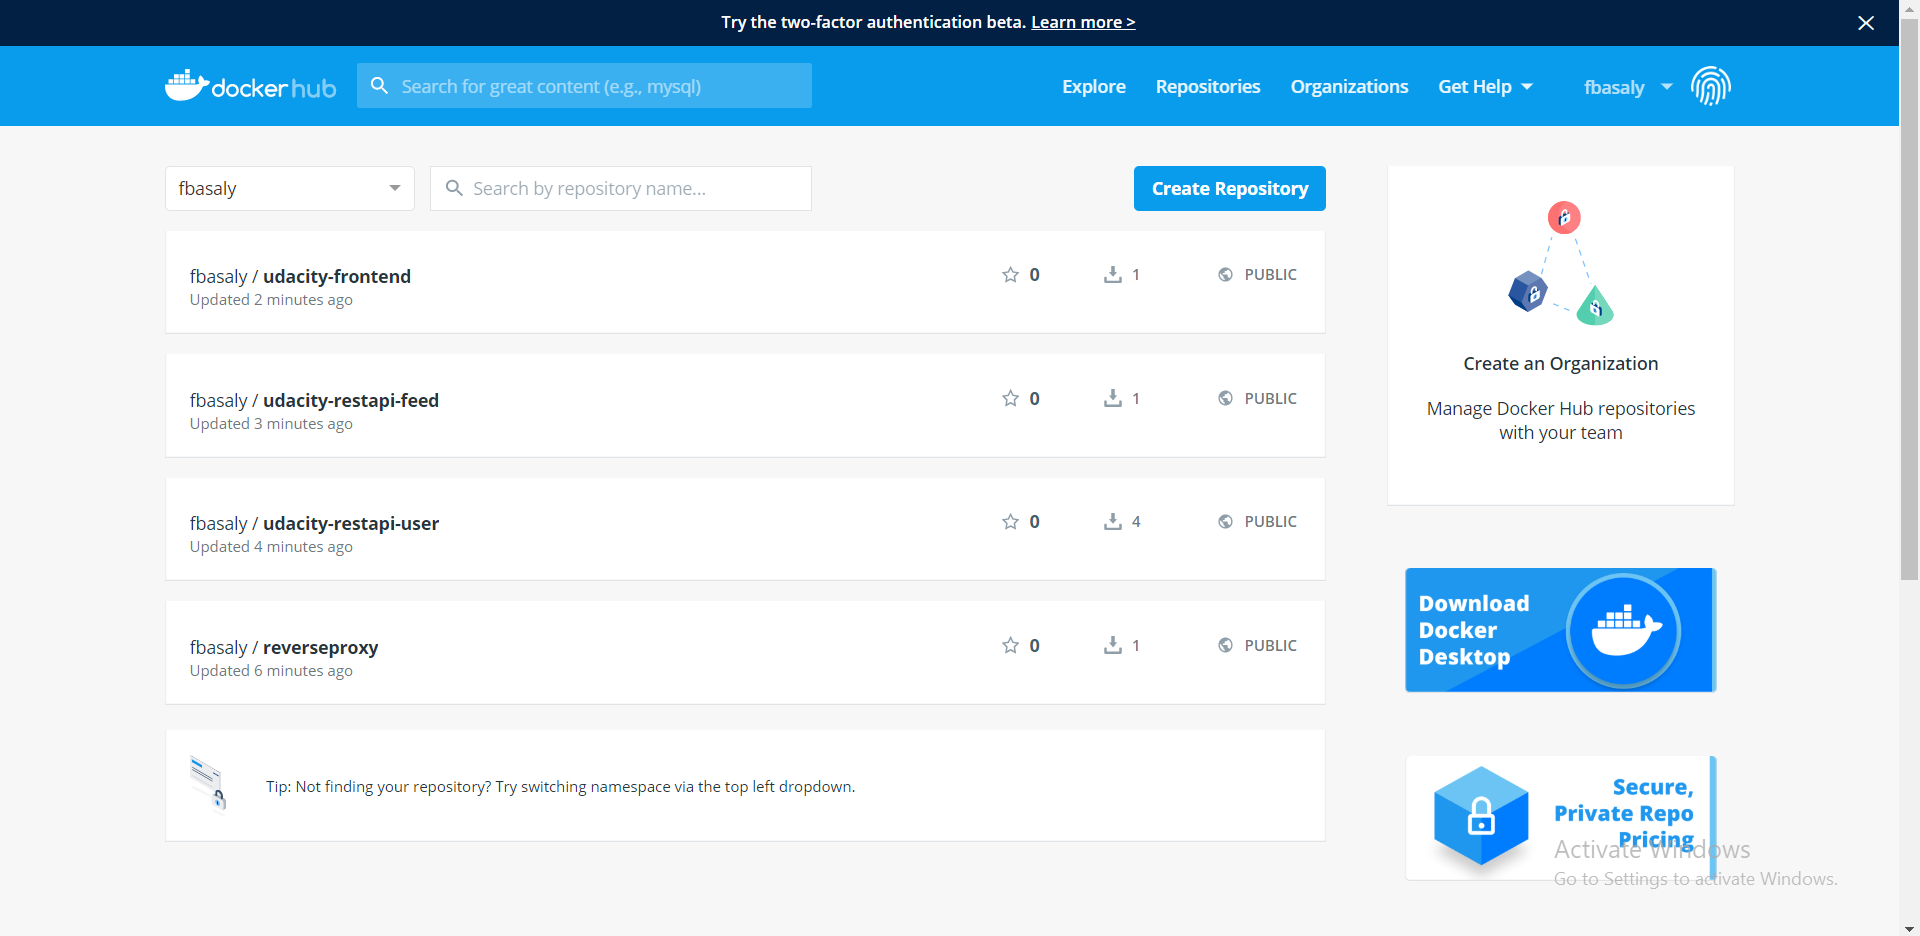 Try the two-factor authentication beta. Learn more >
docker hub
Search for great content (e.g., mysql)
Explore
Repositories
Organizations
Get Help
fbasaly
fbasaly
Search by repository name...
Create Repository
fbasaly / udacity-frontend
Updated 2 minutes ago
0
1
PUBLIC
fbasaly / udacity-restapi-feed
Updated 3 minutes ago
0
1
PUBLIC
fbasaly / udacity-restapi-user
Updated 4 minutes ago
0
4
PUBLIC
fbasaly / reverseproxy
Updated 6 minutes ago
0
1
PUBLIC
Tip: Not finding your repository? Try switching namespace via the top left dropdown.
Create an Organization
Manage Docker Hub repositories
with your team
Download
Docker
Desktop
Secure,
Private Repo
Pricing
Activate Windows
Go to Settings to activate Windows.